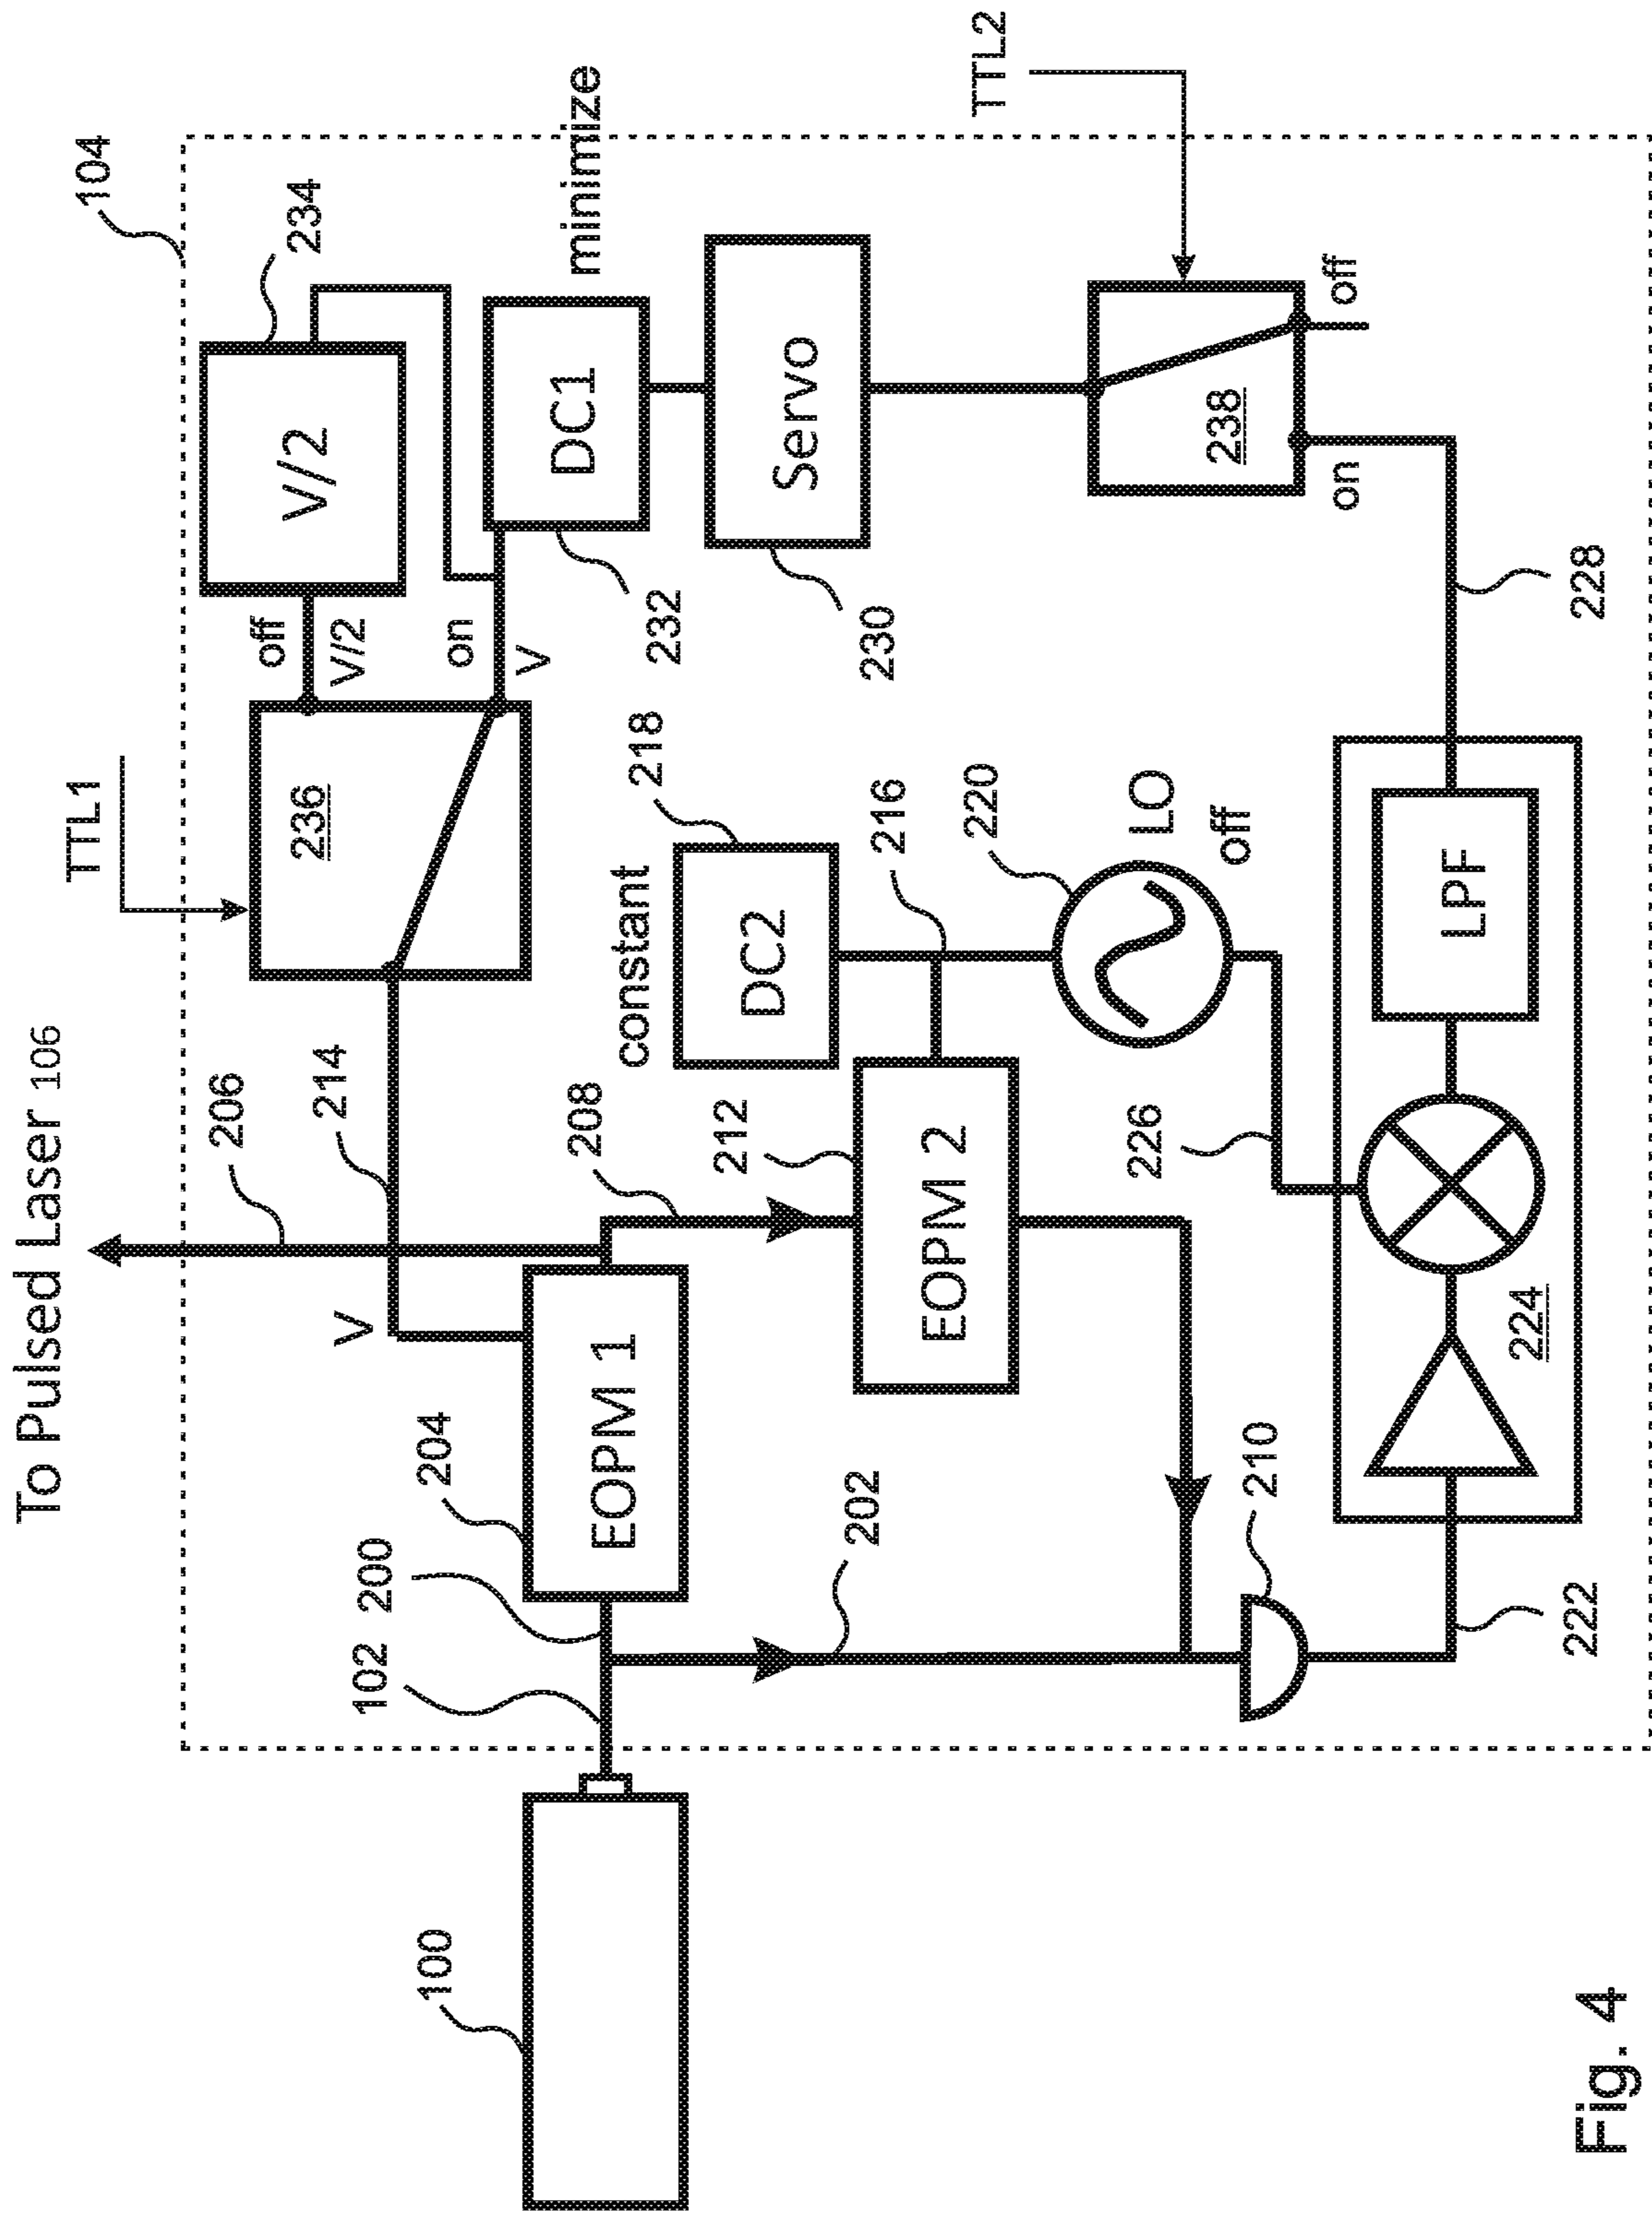 To Pulsed Laser 106
TTL1
104
206
214
V
236
off
V/2
on
V
V/2
234
102
200
204
EOPM 1
208
constant
218
DC2
232
DC1
minimize
100
202
212
EOPM 2
216
220
LO
off
230
Servo
TTL2
210
226
238
on
off
222
224
LPF
228
Fig. 4